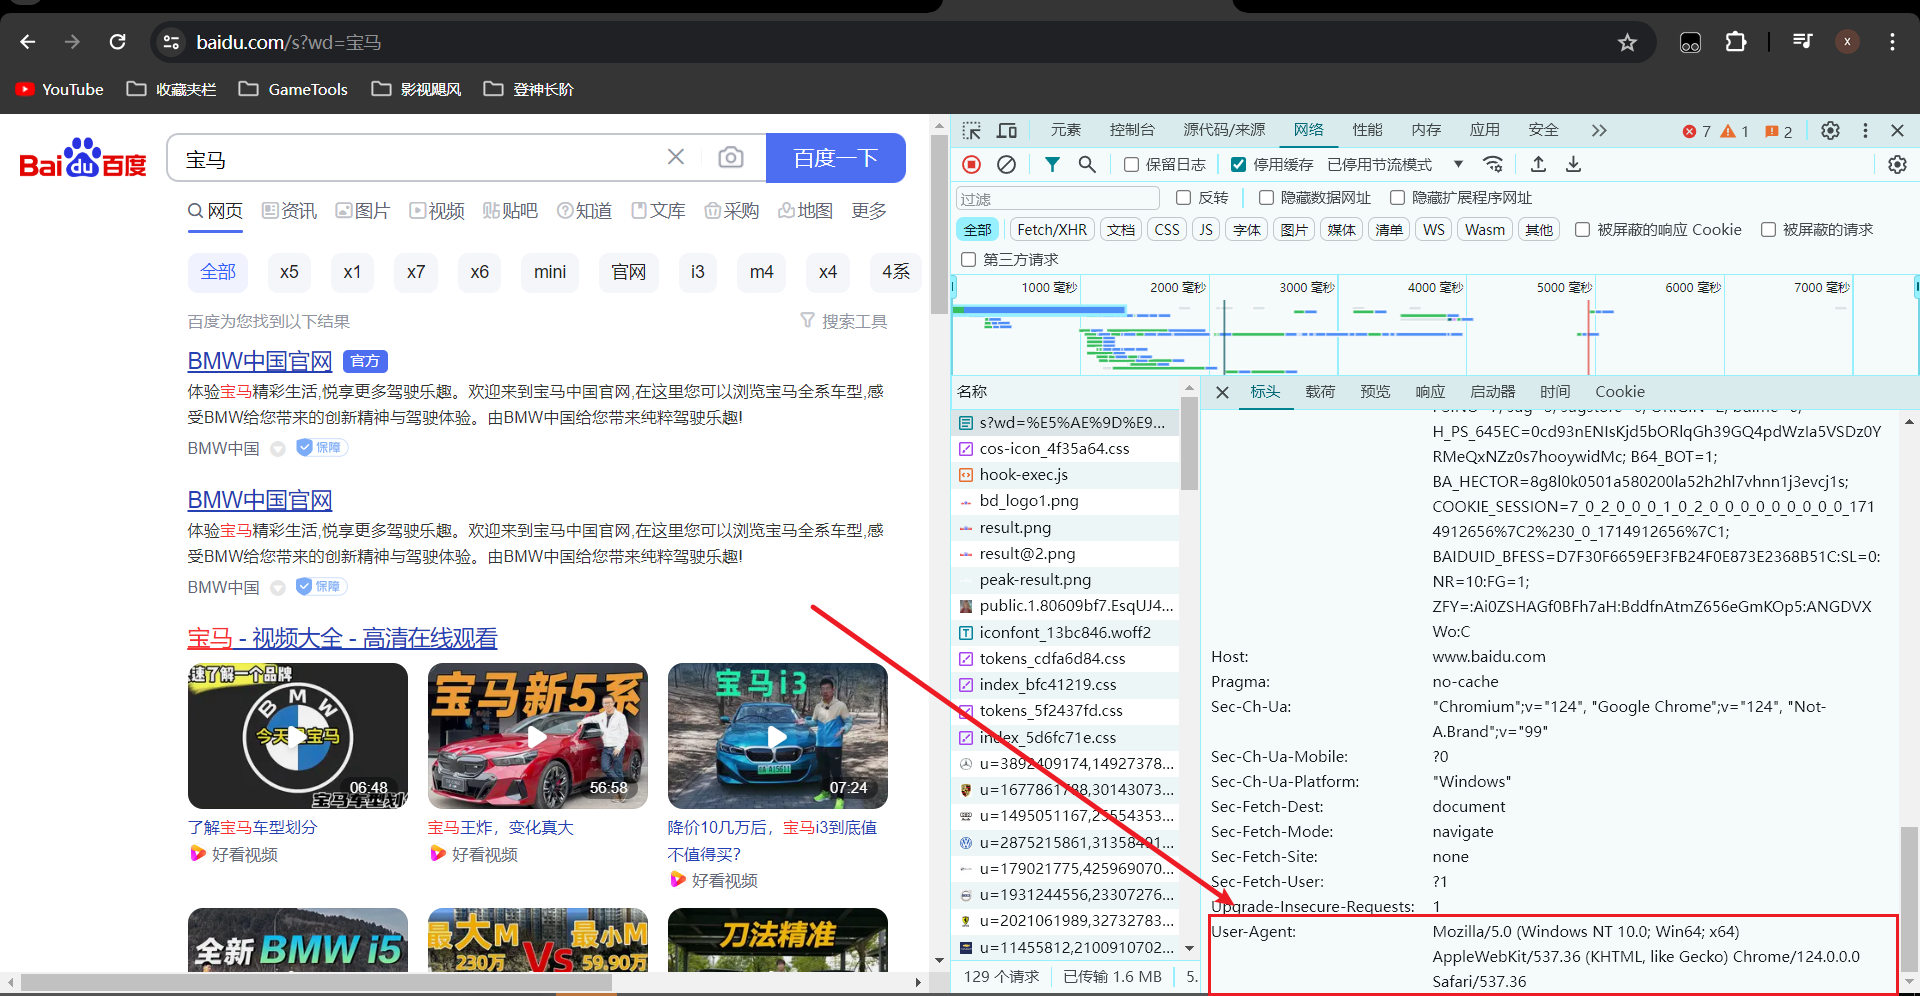 baidu.com/s?wd=宝马
x
YouTube 收藏夹栏 GameTools 影视飓风 登神长阶
Bai du 百度
宝马 百度一下
网页 资讯 图片 视频 贴吧 知道 文库 采购 地图 更多
全部 x5 x1 x7 x6 mini 官网 i3 m4 x4 4系
百度为您找到以下结果 搜索工具
BMW中国官网 官方
体验宝马精彩生活,悦享更多驾驶乐趣。欢迎来到宝马中国官网,在这里您可以浏览宝马全系车型,感
受BMW给您带来的创新精神与驾驶体验。由BMW中国给您带来纯粹驾驶乐趣!
BMW中国 保障
BMW中国官网
体验宝马精彩生活,悦享更多驾驶乐趣。欢迎来到宝马中国官网,在这里您可以浏览宝马全系车型,感
受BMW给您带来的创新精神与驾驶体验。由BMW中国给您带来纯粹驾驶乐趣!
BMW中国 保障
宝马 - 视频大全 - 高清在线观看
速了解一个品牌
BMW
今天 宝马
06:48
宝马车型划分
宝马新5系
56:58
宝马i3
07:24
了解宝马车型划分
好看视频
宝马王炸，变化真大
好看视频
降价10几万后，宝马i3到底值
不值得买？
好看视频
全新 BMW i5
最大M 230万 Vs 最小M 59.90万
刀法精准
元素 控制台 源代码/来源 网络 性能 内存 应用 安全 7 1 2
保留日志 停用缓存 已停用节流模式
过滤 反转 隐藏数据网址 隐藏扩展程序网址
全部 Fetch/XHR 文档 CSS JS 字体 图片 媒体 清单 WS Wasm 其他 被屏蔽的响应 Cookie 被屏蔽的请求
第三方请求
1000 毫秒 2000 毫秒 3000 毫秒 4000 毫秒 5000 毫秒 6000 毫秒 7000 毫秒
名称
s?wd=%E5%AE%9D%E9...
cos-icon_4f35a64.css
hook-exec.js
bd_logo1.png
result.png
result@2.png
peak-result.png
public.1.80609bf7.EsqUJ4...
iconfont_13bc846.woff2
tokens_cdfa6d84.css
index_bfc41219.css
tokens_5f2437fd.css
index_5d6fc71e.css
u=3892409174,14927378...
u=1677861788,30143073...
u=1495051167,25554353...
u=2875215861,31358491...
u=179021775,425969070...
u=1931244556,23307276...
u=2021061989,32732783...
u=11455812,2100910702...
129 个请求 已传输 1.6 MB 5.
标头 载荷 预览 响应 启动器 时间 Cookie
H_PS_645EC=0cd93nENIsKjd5bORlqGh39GQ4pdWzIa5VSDz0Y
RMeQxNZz0s7hooywidMc; B64_BOT=1;
BA_HECTOR=8g8l0k0501a580200la52h2hl7vhnn1j3evcj1s;
COOKIE_SESSION=7_0_2_0_0_0_1_0_2_0_0_0_0_0_0_0_0_0_171
4912656%7C2%230_0_1714912656%7C1;
BAIDUID_BFESS=D7F30F6659EF3FB24F0E873E2368B51C:SL=0:
NR=10:FG=1;
ZFY=:Ai0ZSHAGf0BFh7aH:BddfnAtmZ656eGmKOp5:ANGDVX
Wo:C
Host: www.baidu.com
Pragma: no-cache
Sec-Ch-Ua: "Chromium";v="124", "Google Chrome";v="124", "Not-
A.Brand";v="99"
Sec-Ch-Ua-Mobile: ?0
Sec-Ch-Ua-Platform: "Windows"
Sec-Fetch-Dest: document
Sec-Fetch-Mode: navigate
Sec-Fetch-Site: none
Sec-Fetch-User: ?1
Upgrade-Insecure-Requests: 1
User-Agent: Mozilla/5.0 (Windows NT 10.0; Win64; x64)
AppleWebKit/537.36 (KHTML, like Gecko) Chrome/124.0.0.0
Safari/537.36